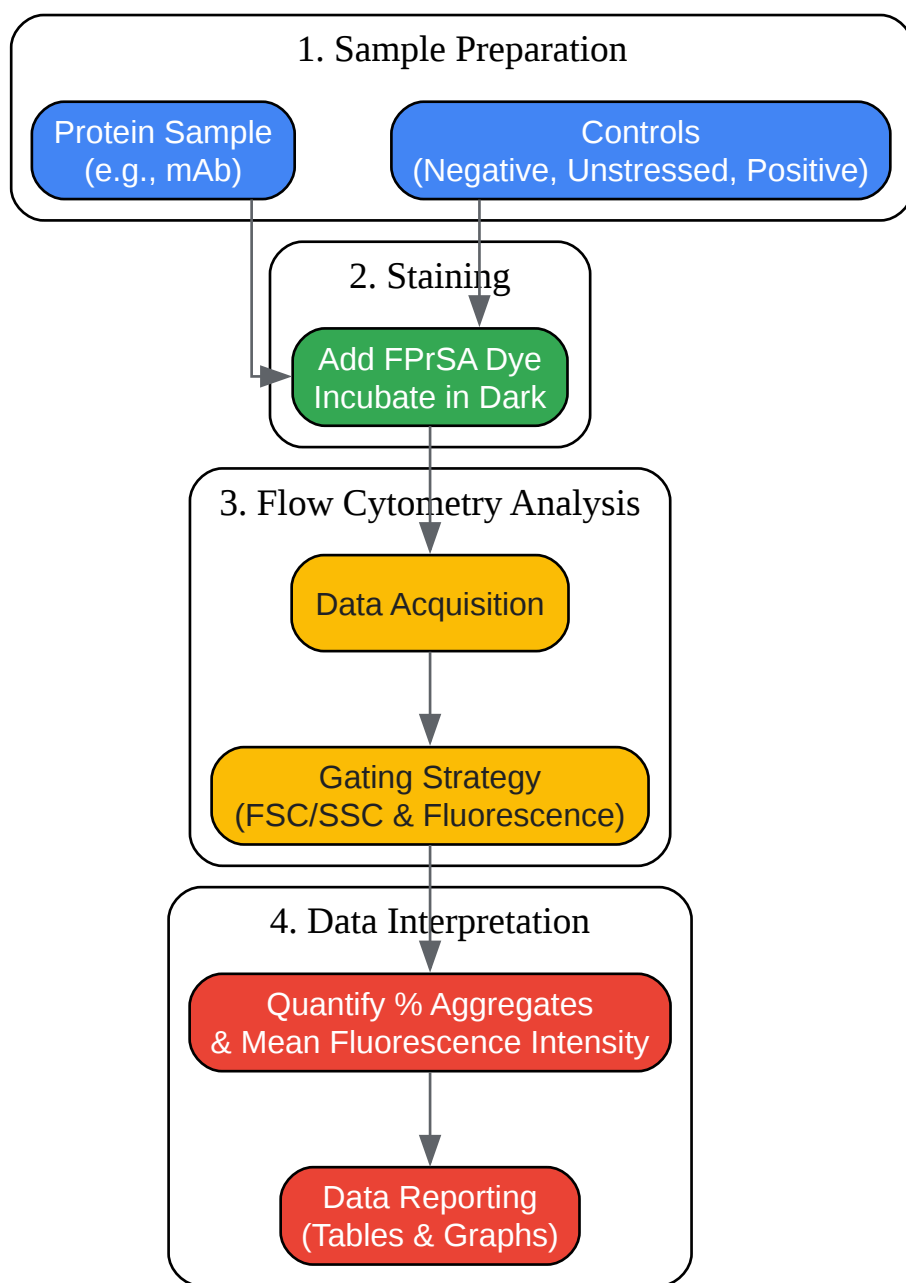 1. Sample Preparation
Protein Sample
(e.g., mAb)
Controls
(Negative, Unstressed, Positive)
2. Staining
Add FPrSA Dye
Incubate in Dark
3. Flow Cytometry Analysis
Data Acquisition
Gating Strategy
(FSC/SSC & Fluorescence)
4. Data Interpretation
Quantify % Aggregates
& Mean Fluorescence Intensity
Data Reporting
(Tables & Graphs)